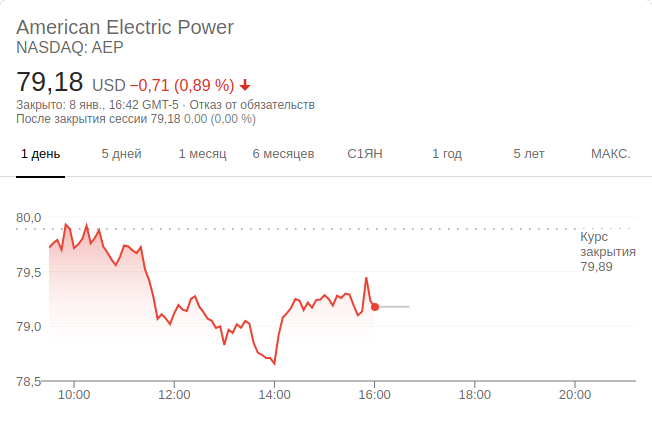 American Electric Power
NASDAQ: AEP
79,18 USD −0,71 (0,89 %)
Закрыто: 8 янв., 16:42 GMT-5 · Отказ от обязательств
После закрытия сессии 79,18 0,00 (0,00 %)
1 день 5 дней 1 месяц 6 месяцев С1ЯН 1 год 5 лет МАКС.
80,0
Курс
закрытия
79,89
79,5
79,0
78,5
10:00 12:00 14:00 16:00 18:00 20:00